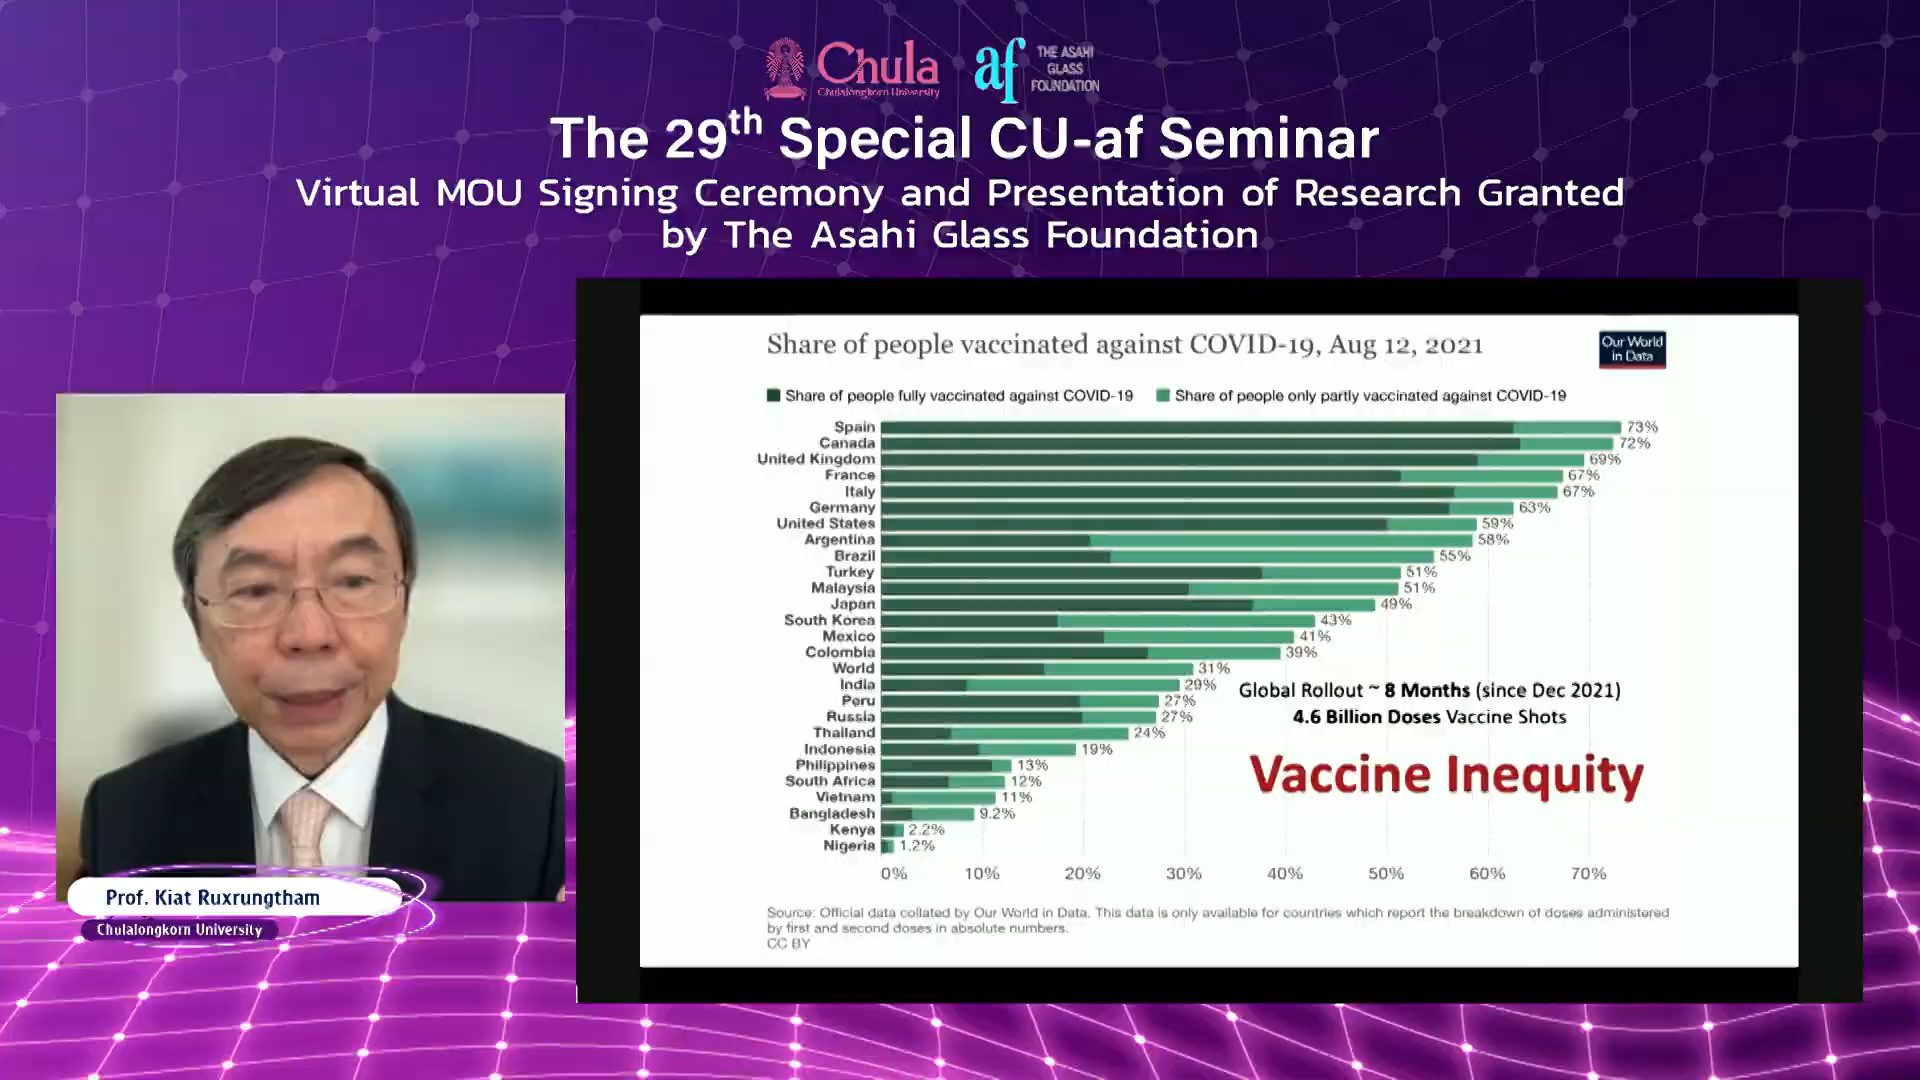 Chula
Chulalongkorn University
af
THE ASAHI
GLASS
FOUNDATION
The 29th Special CU-af Seminar
Virtual MOU Signing Ceremony and Presentation of Research Granted
by The Asahi Glass Foundation
Share of people vaccinated against COVID-19, Aug 12, 2021
Our World
in Data
Share of people fully vaccinated against COVID-19 Share of people only partly vaccinated against COVID-19
Spain 73%
Canada 72%
United Kingdom 69%
France 67%
Italy 67%
Germany 63%
United States 59%
Argentina 58%
Brazil 55%
Turkey 51%
Malaysia 51%
Japan 49%
South Korea 43%
Mexico 41%
Colombia 39%
World 31%
India 29%
Peru 27%
Russia 27%
Thailand 24%
Indonesia 19%
Philippines 13%
South Africa 12%
Vietnam 11%
Bangladesh 9.2%
Kenya 2.2%
Nigeria 1.2%
0% 10% 20% 30% 40% 50% 60% 70%
Global Rollout ~ 8 Months (since Dec 2021)
4.6 Billion Doses Vaccine Shots
Vaccine Inequity
Source: Official data collated by Our World in Data. This data is only available for countries which report the breakdown of doses administered
by first and second doses in absolute numbers.
CC BY
Prof. Kiat Ruxrungtham
Chulalongkorn University